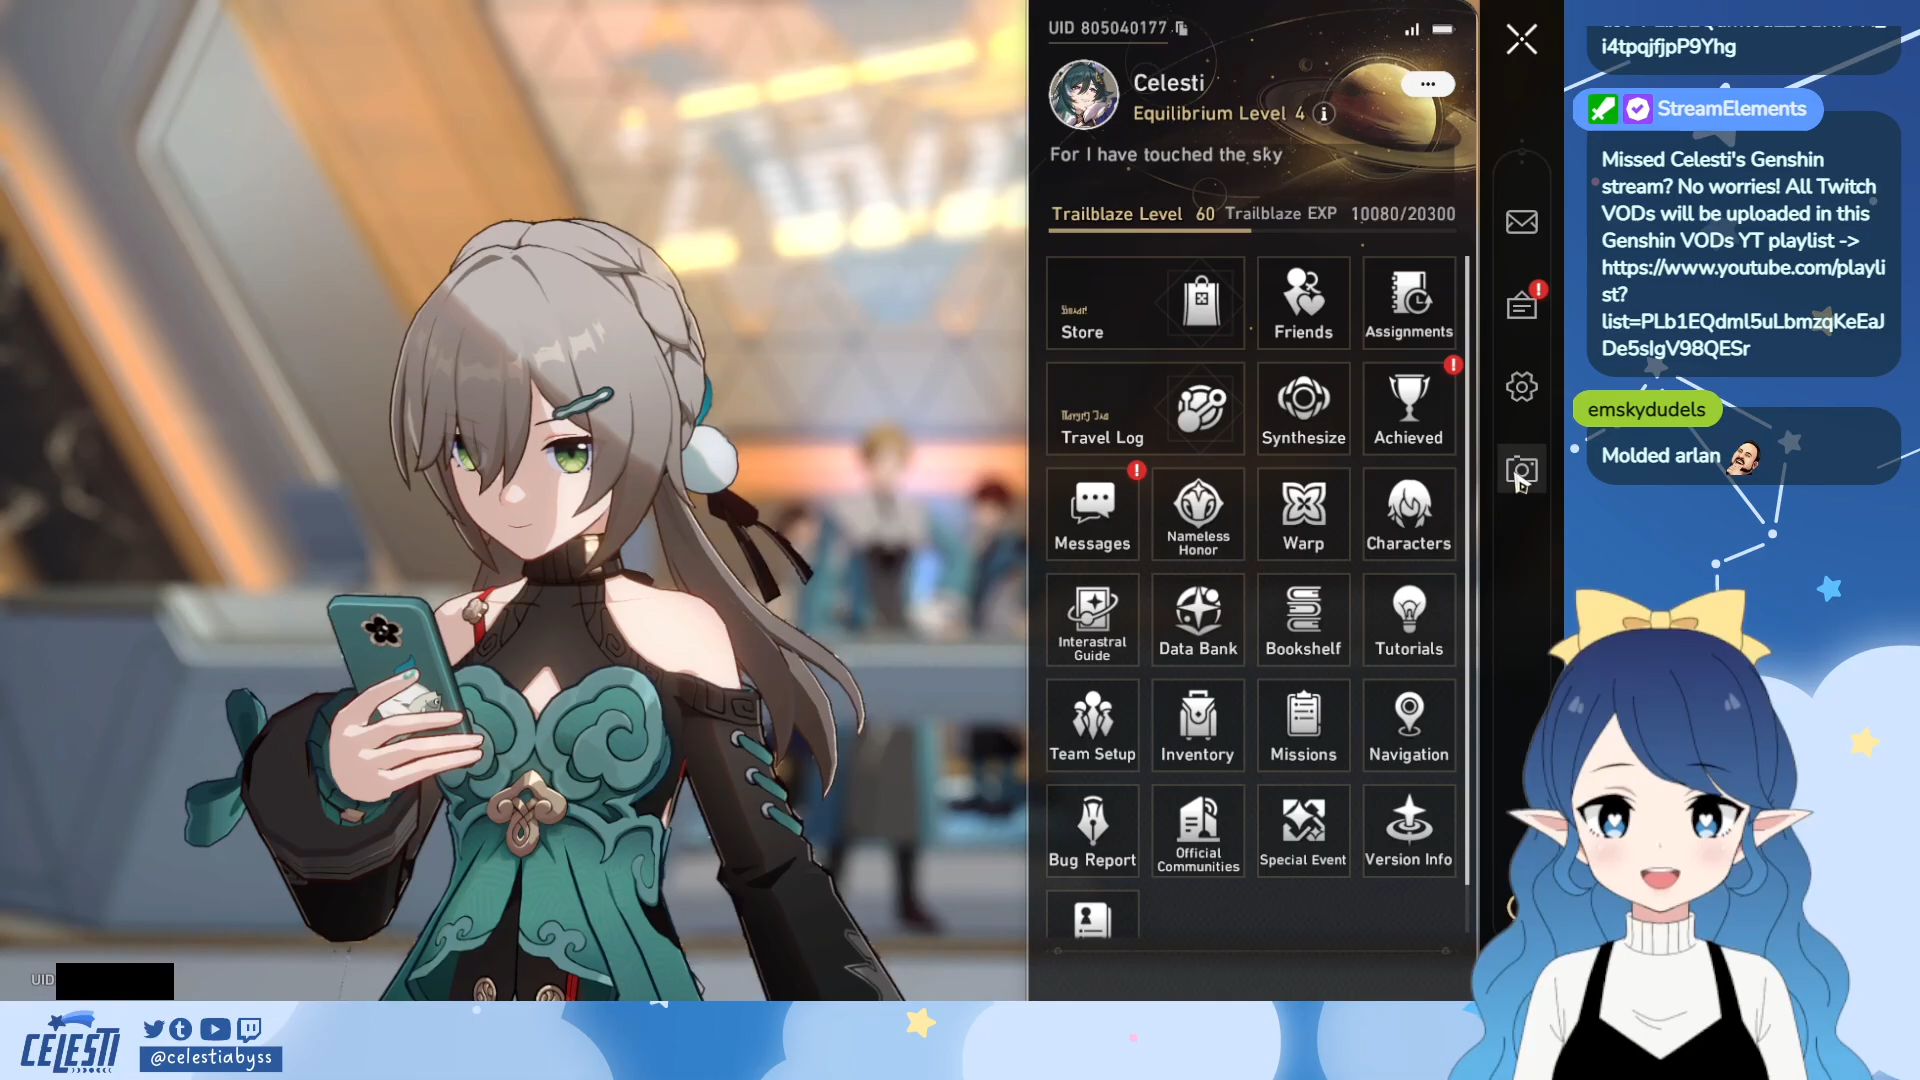 UID 805040177
Celesti
Equilibrium Level 4
For I have touched the sky
Trailblaze Level 60 Trailblaze EXP 10080/20300
Store
Friends
Assignments
Travel Log
Synthesize
Achieved
Messages
Nameless
Honor
Warp
Characters
Interastral
Guide
Data Bank
Bookshelf
Tutorials
Team Setup
Inventory
Missions
Navigation
Bug Report
Official
Communities
Special Event
Version Info
i4tpqjfjpP9Yhg
StreamElements
Missed Celesti's Genshin
stream? No worries! All Twitch
VODs will be uploaded in this
Genshin VODs YT playlist ->
https://www.youtube.com/playli
st?
list=PLb1EQdml5uLbmzqKeEaJ
De5sIgV98QESr
emskydudels
Molded arlan
UID
CELESTI
@celestiabyss